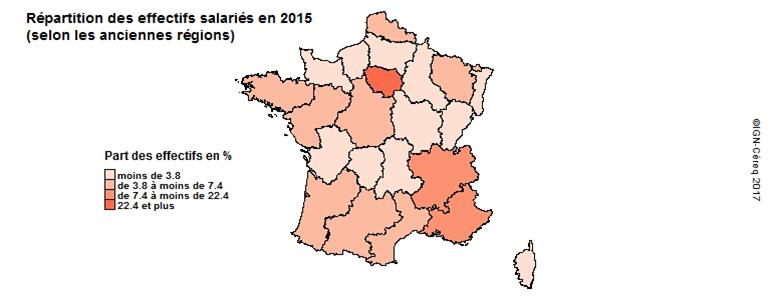 Répartition des effectifs salariés en 2015
(selon les anciennes régions)
Part des effectifs en %
moins de 3.8
de 3.8 à moins de 7.4
de 7.4 à moins de 22.4
22.4 et plus
©IGN-Céreq 2017